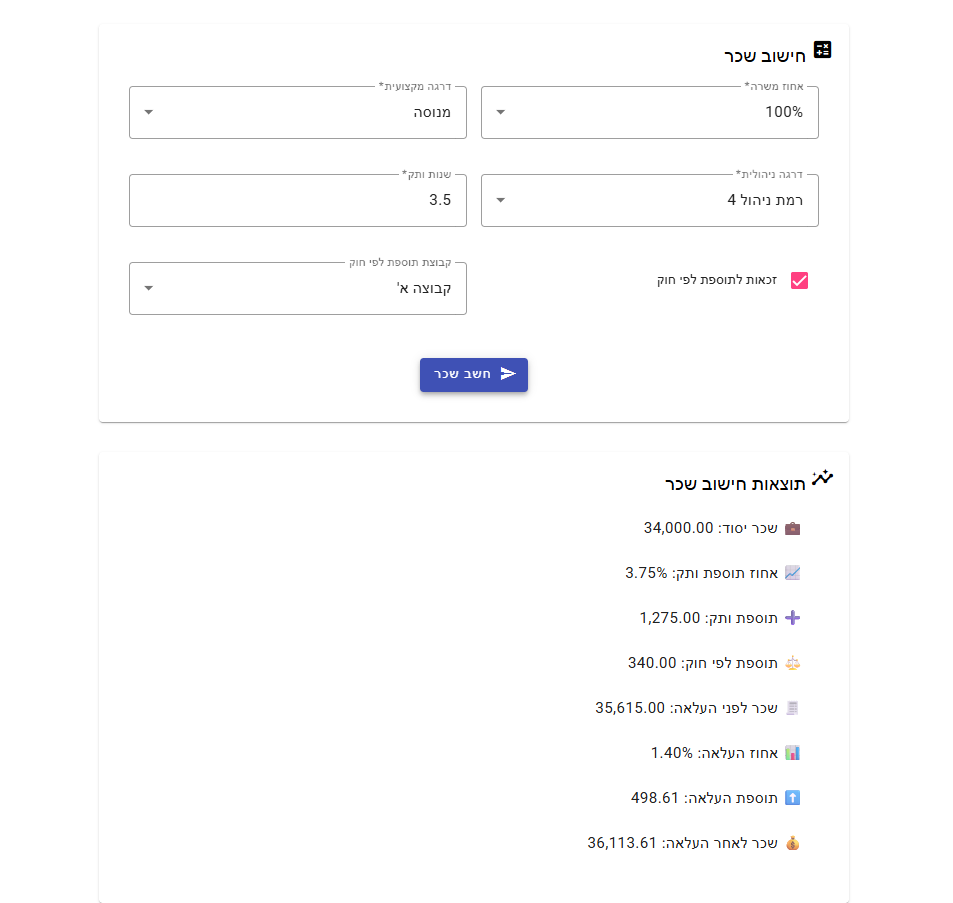 חישוב שכר
אחוז משרה*
100%
דרגה מקצועית*
מנוסה
דרגה ניהולית*
רמת ניהול 4
שנות ותק*
3.5
זכאות לתוספת לפי חוק
קבוצת תוספת לפי חוק
קבוצה א'
חשב שכר
תוצאות חישוב שכר
שכר יסוד: 34,000.00
אחוז תוספת ותק: 3.75%
תוספת ותק: 1,275.00
תוספת לפי חוק: 340.00
שכר לפני העלאה: 35,615.00
אחוז העלאה: 1.40%
תוספת העלאה: 498.61
שכר לאחר העלאה: 36,113.61